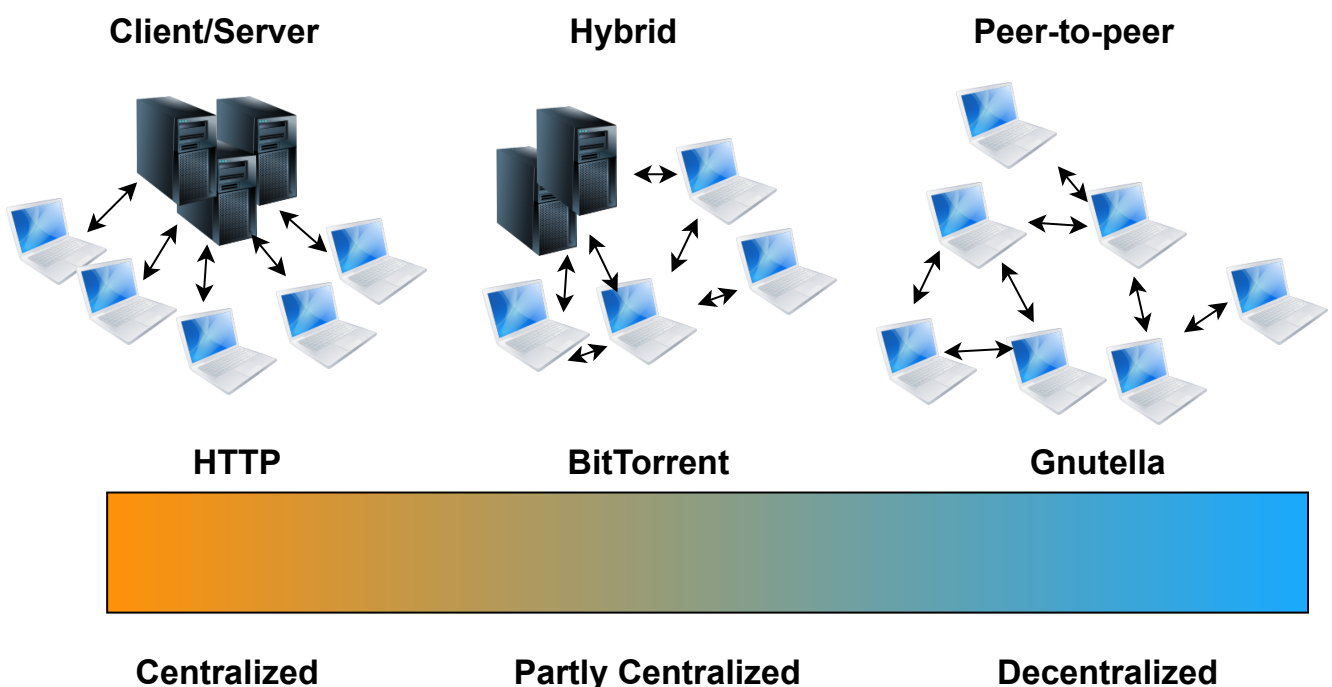 Client/Server
Hybrid
Peer-to-peer
HTTP
BitTorrent
Gnutella
Centralized
Partly Centralized
Decentralized